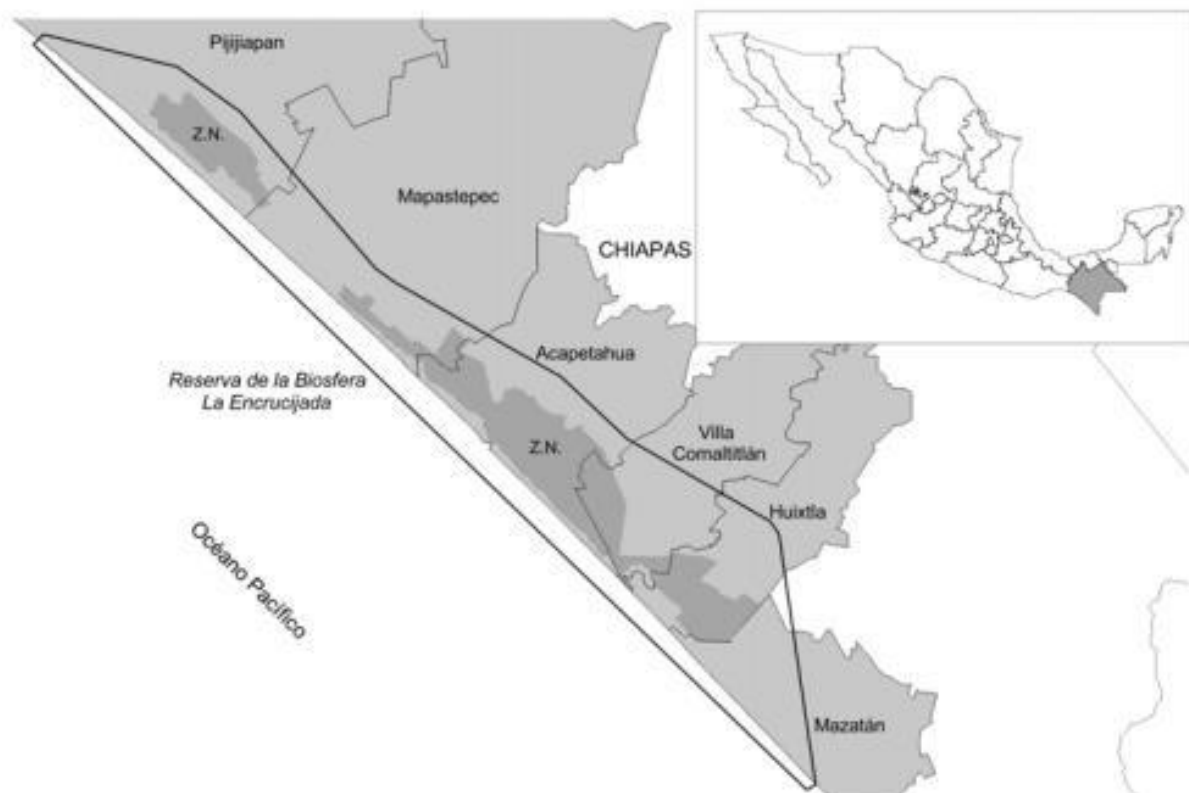 Pijijiapan
Z.N.
Mapastepec
CHIAPAS
Acapetahua
Reserva de la Biosfera
La Encrucijada
Villa
Comaltitlán
Z.N.
Huixtla
Océano Pacífico
Mazatán